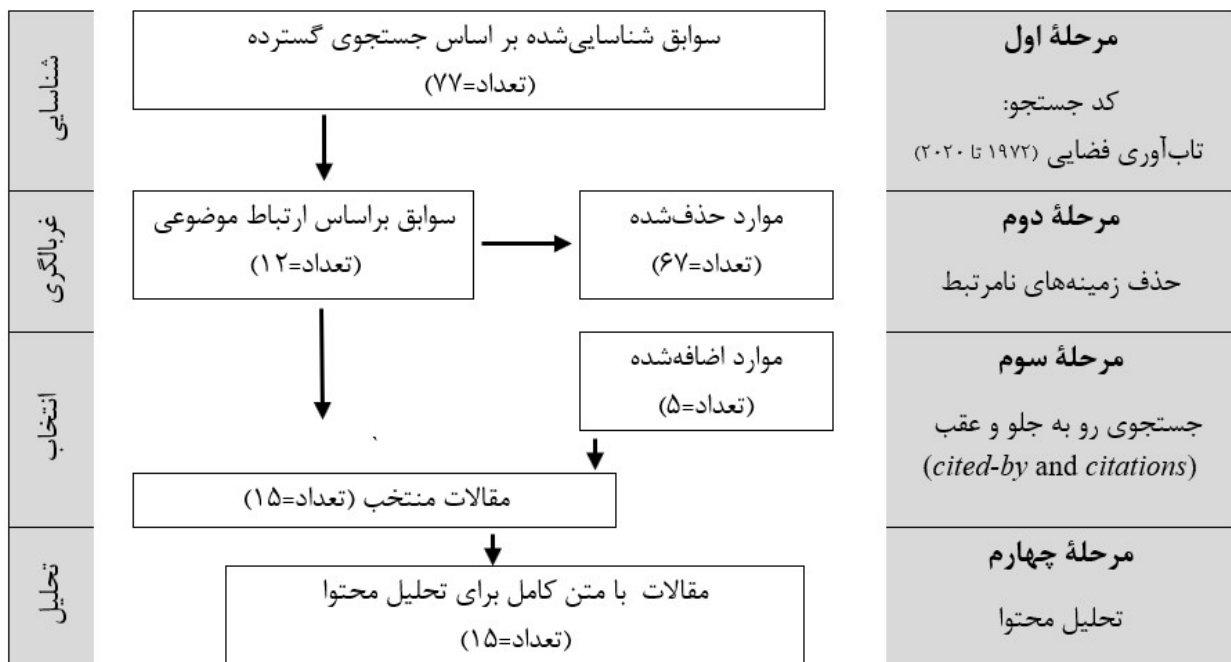 مرحلهٔ اول
کد جستجو:
تاب‌آوری فضایی (۱۹۷۲ تا ۲۰۲۰)
سوابق شناسایی‌شده بر اساس جستجوی گسترده
(تعداد=۷۷)
شناسایی
مرحلهٔ دوم
حذف زمینه‌های نامرتبط
موارد حذف‌شده
(تعداد=۶۷)
سوابق براساس ارتباط موضوعی
(تعداد=۱۲)
غربالگری
مرحلهٔ سوم
جستجوی رو به جلو و عقب
(cited-by and citations)
موارد اضافه‌شده
(تعداد=۵)
مقالات منتخب (تعداد=۱۵)
انتخاب
مرحلهٔ چهارم
تحلیل محتوا
مقالات با متن کامل برای تحلیل محتوا
(تعداد=۱۵)
تحلیل